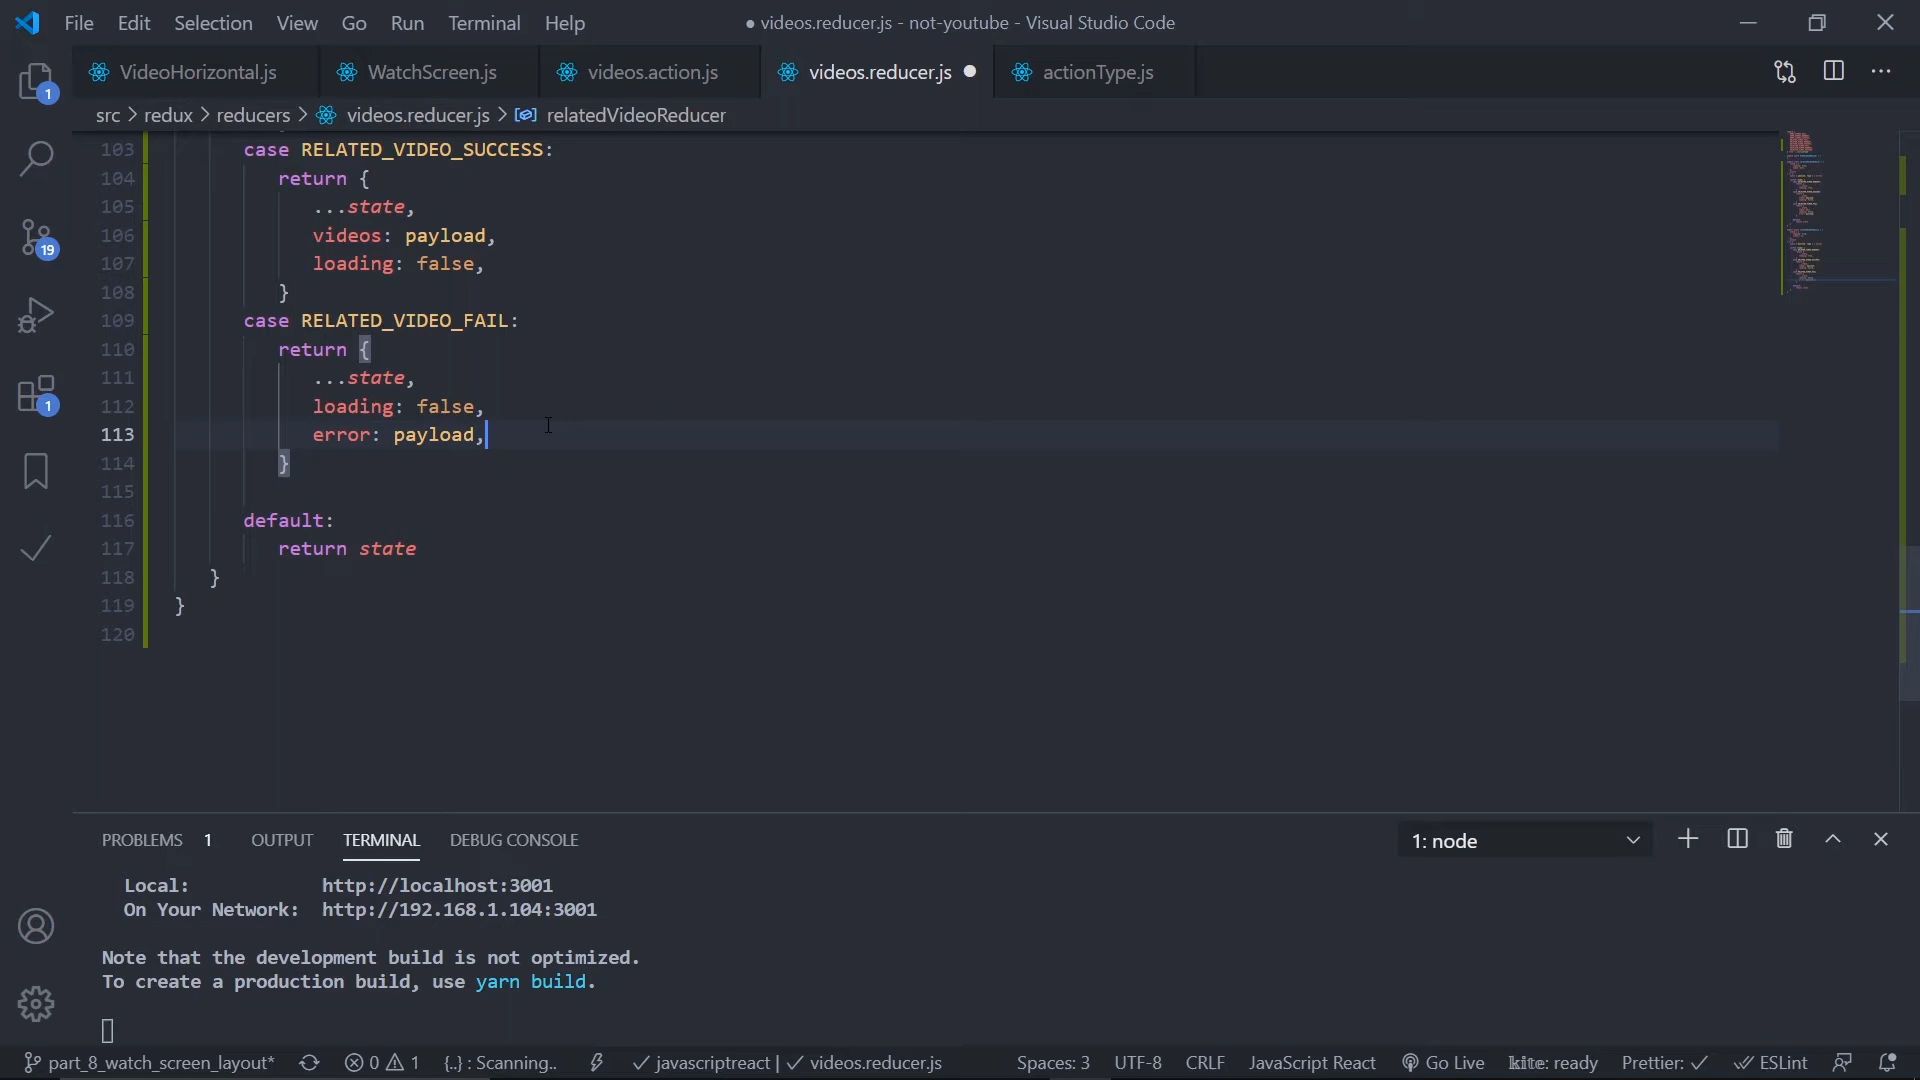 File Edit Selection View Go Run Terminal Help
● videos.reducer.js - not-youtube - Visual Studio Code
VideoHorizontal.js WatchScreen.js videos.action.js videos.reducer.js ● actionType.js
src > redux > reducers > videos.reducer.js > relatedVideoReducer
1
19
1
103 case RELATED_VIDEO_SUCCESS:
104 return {
105 ...state,
106 videos: payload,
107 loading: false,
108 }
109 case RELATED_VIDEO_FAIL:
110 return {
111 ...state,
112 loading: false,
113 error: payload,
114 }
115
116 default:
117 return state
118 }
119 }
120
PROBLEMS 1 OUTPUT TERMINAL DEBUG CONSOLE 1: node
Local: http://localhost:3001
On Your Network: http://192.168.1.104:3001
Note that the development build is not optimized.
To create a production build, use yarn build.
part_8_watch_screen_layout* 0 1 {..} : Scanning.. javascriptreact | videos.reducer.js Spaces: 3 UTF-8 CRLF JavaScript React Go Live kite: ready Prettier: ✓ ESLint